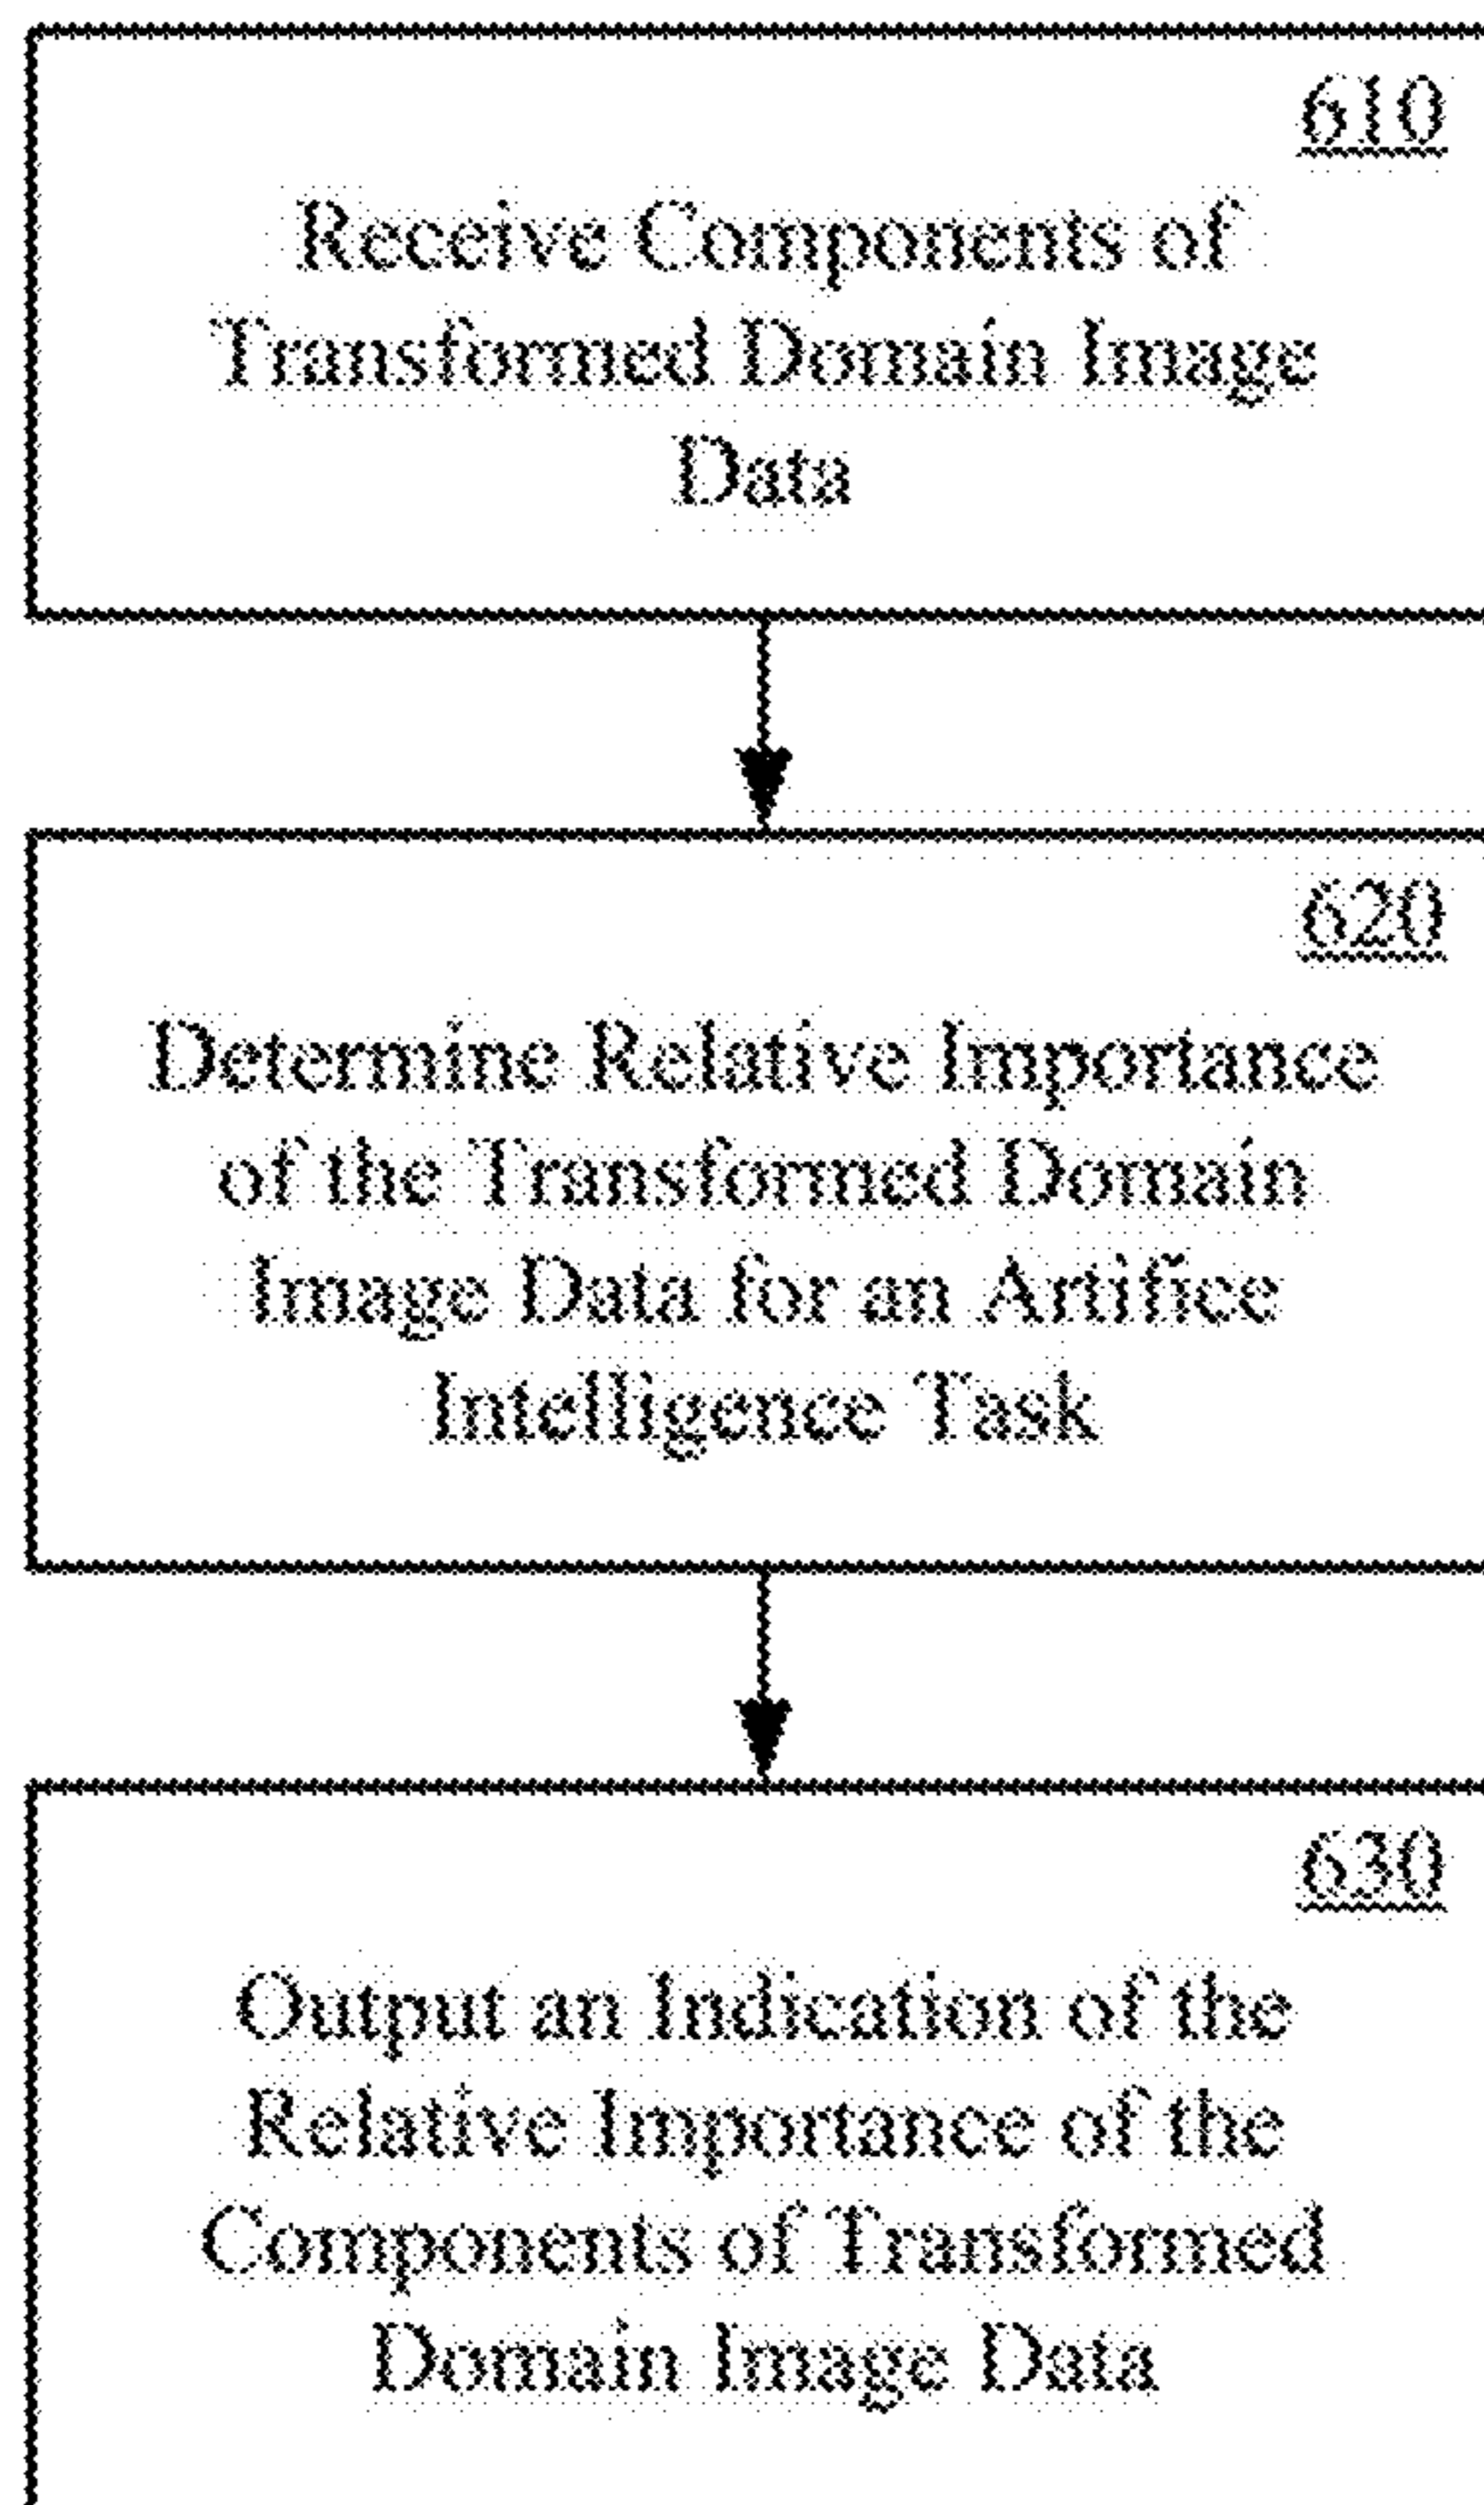 610
Receive Components of
Transformed Domain Image
Data
620
Determine Relative Importance
of the Transformed Domain
Image Data for an Artifice
Intelligence Task
630
Output an Indication of the
Relative Importance of the
Components of Transformed
Domain Image Data